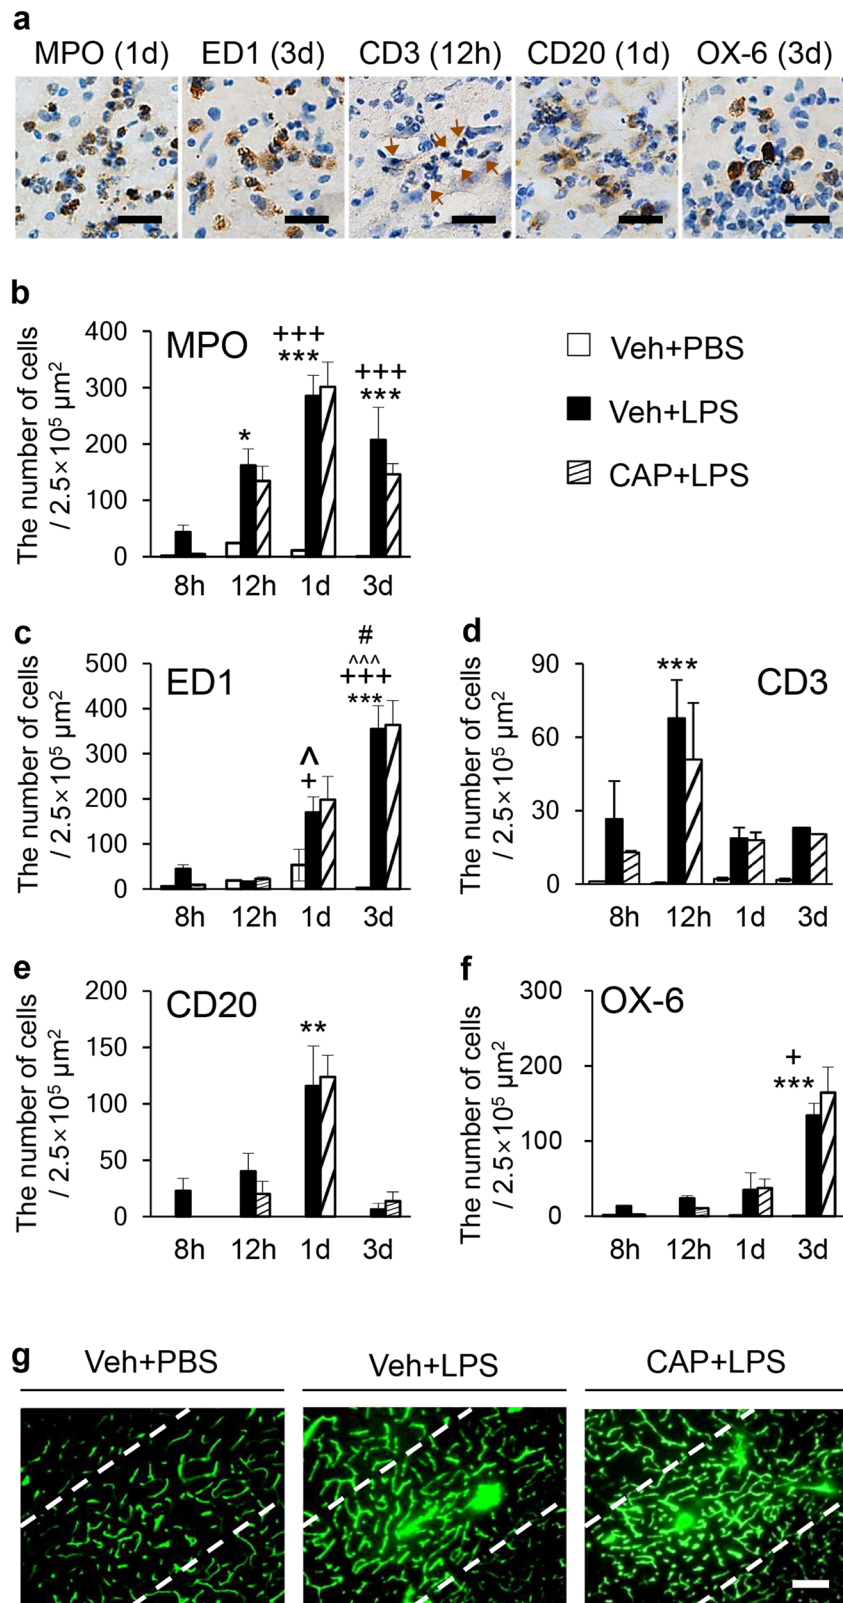 a
MPO (1d) ED1 (3d) CD3 (12h) CD20 (1d) OX-6 (3d)
b
The number of cells
/ 2.5×10⁵ µm²
400
300
200
100
0
MPO
*
+++
***
+++
***
8h 12h 1d 3d
Veh+PBS
Veh+LPS
CAP+LPS
c
The number of cells
/ 2.5×10⁵ µm²
500
400
300
200
100
0
ED1
^
+
#
^^^
+++
***
8h 12h 1d 3d
d
The number of cells
/ 2.5×10⁵ µm²
90
60
30
0
***
CD3
8h 12h 1d 3d
e
The number of cells
/ 2.5×10⁵ µm²
200
150
100
50
0
CD20
**
8h 12h 1d 3d
f
The number of cells
/ 2.5×10⁵ µm²
300
200
100
0
OX-6
+
***
8h 12h 1d 3d
g
Veh+PBS Veh+LPS CAP+LPS